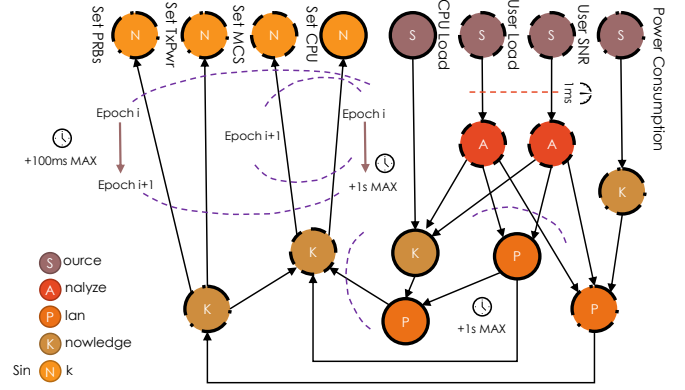 Set PRBs
Set TxPwr
Set MCS
Set CPU
CPU Load
User Load
User SNR
Power Consumption
N
N
N
N
S
S
S
S
1ms
Epoch i
Epoch i
Epoch i+1
+100ms MAX
A
A
+1s MAX
Epoch i+1
K
K
K
P
S ource
A nalyze
P lan
K nowledge
Sin N k
K
P
+1s MAX
P